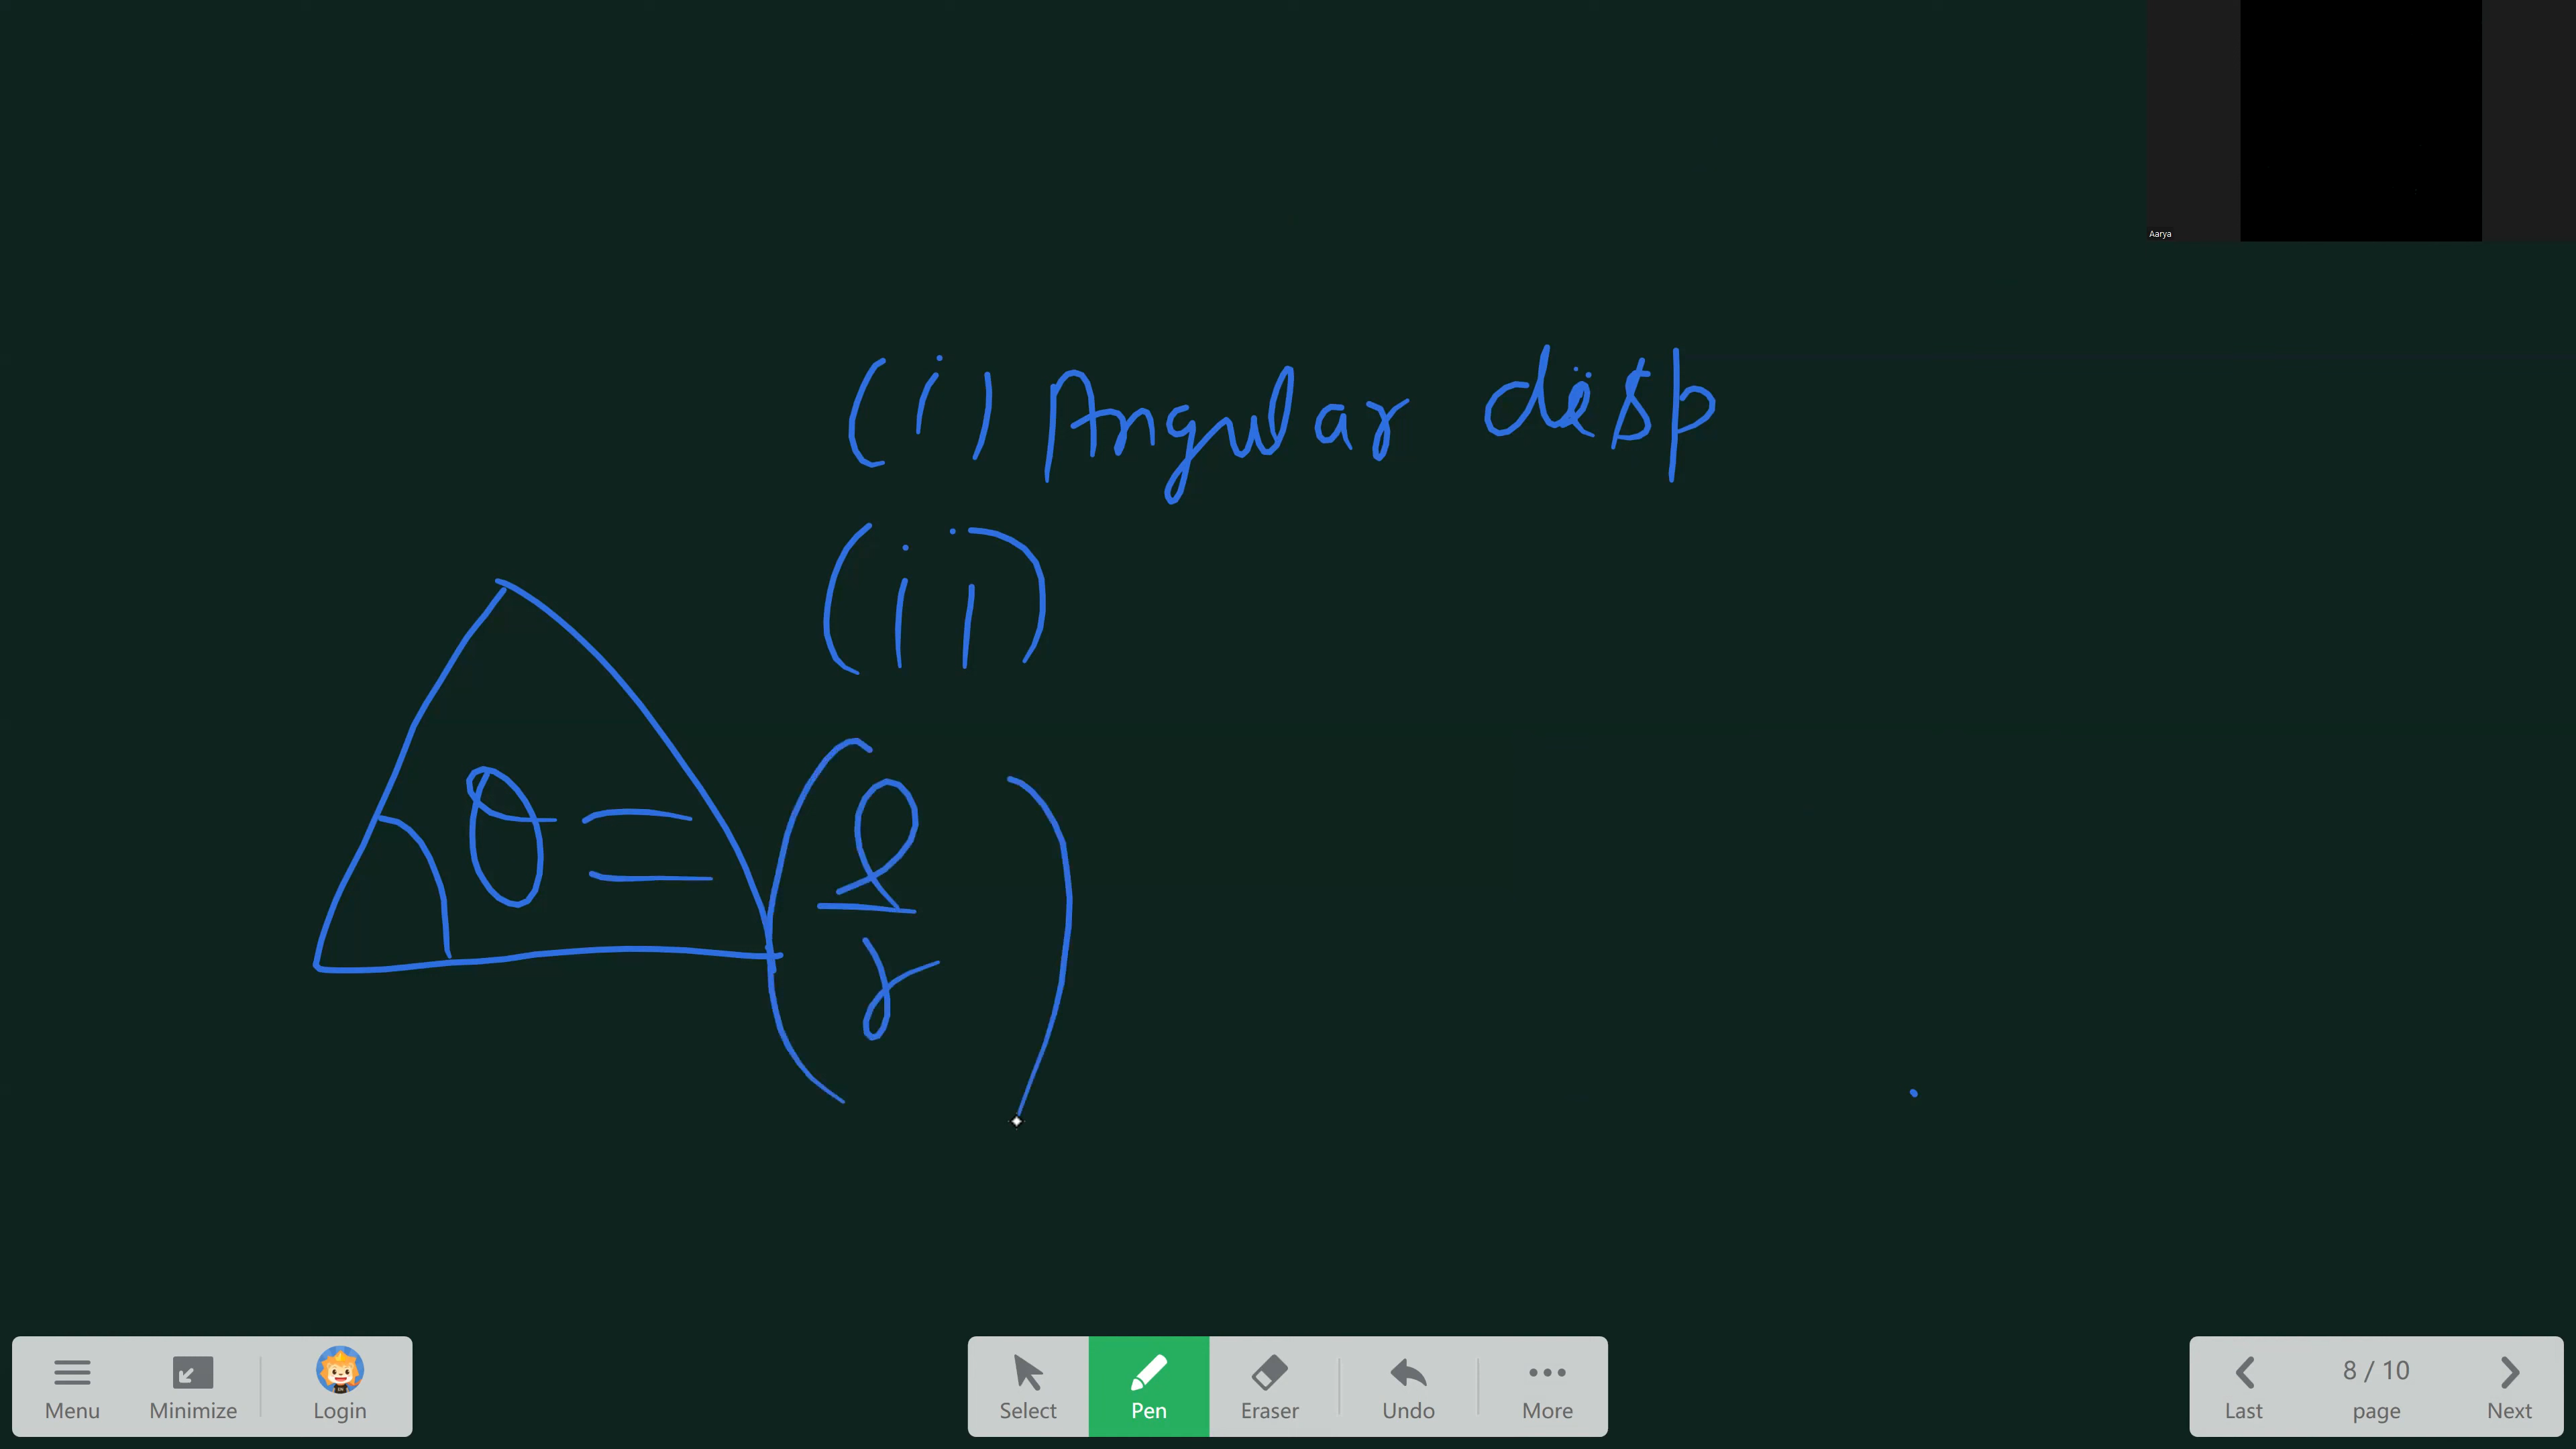 Aarya
(i) Angular disp
(ii)
θ = (l/r)
Menu Minimize Login Select Pen Eraser Undo More Last 8 / 10 page Next